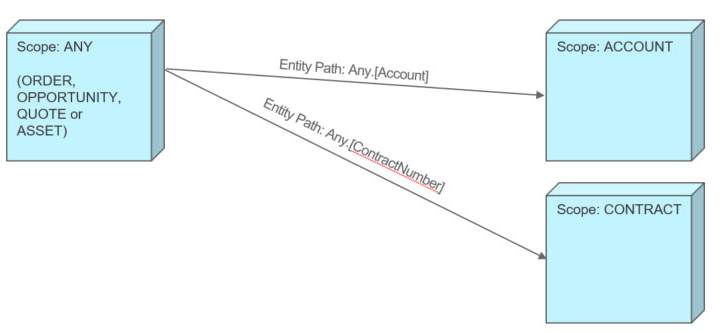 Scope: ANY
(ORDER,
OPPORTUNITY,
QUOTE or
ASSET)
Entity Path: Any.[Account]
Entity Path: Any.[ContractNumber]
Scope: ACCOUNT
Scope: CONTRACT